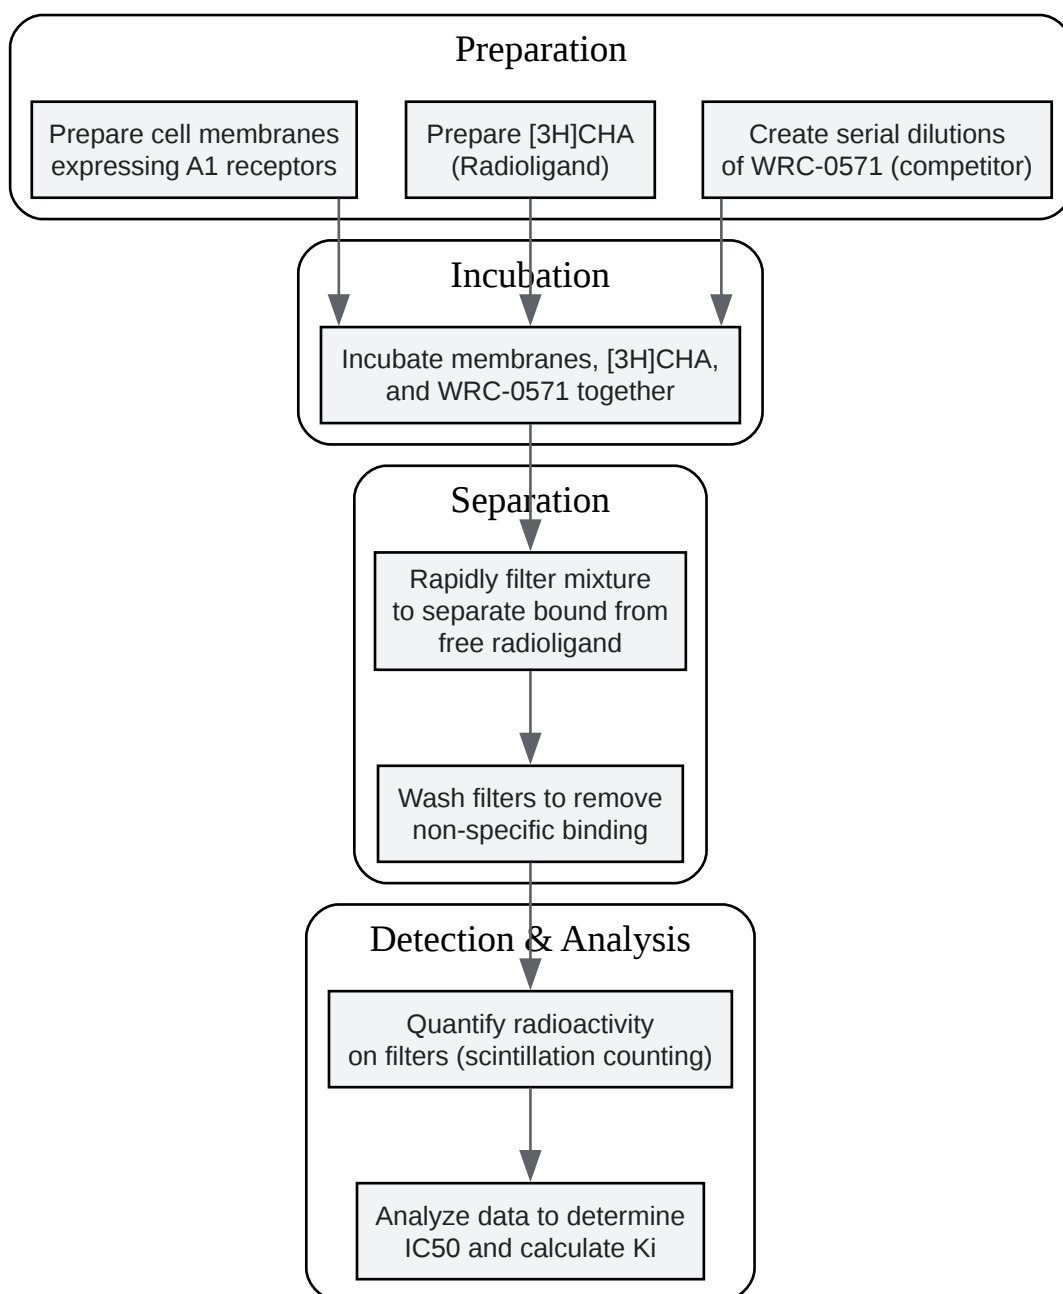 Preparation
Prepare cell membranes
expressing A1 receptors
Prepare [3H]CHA
(Radioligand)
Create serial dilutions
of WRC-0571 (competitor)
Incubation
Incubate membranes, [3H]CHA,
and WRC-0571 together
Separation
Rapidly filter mixture
to separate bound from
free radioligand
Wash filters to remove
non-specific binding
Detection & Analysis
Quantify radioactivity
on filters (scintillation counting)
Analyze data to determine
IC50 and calculate Ki